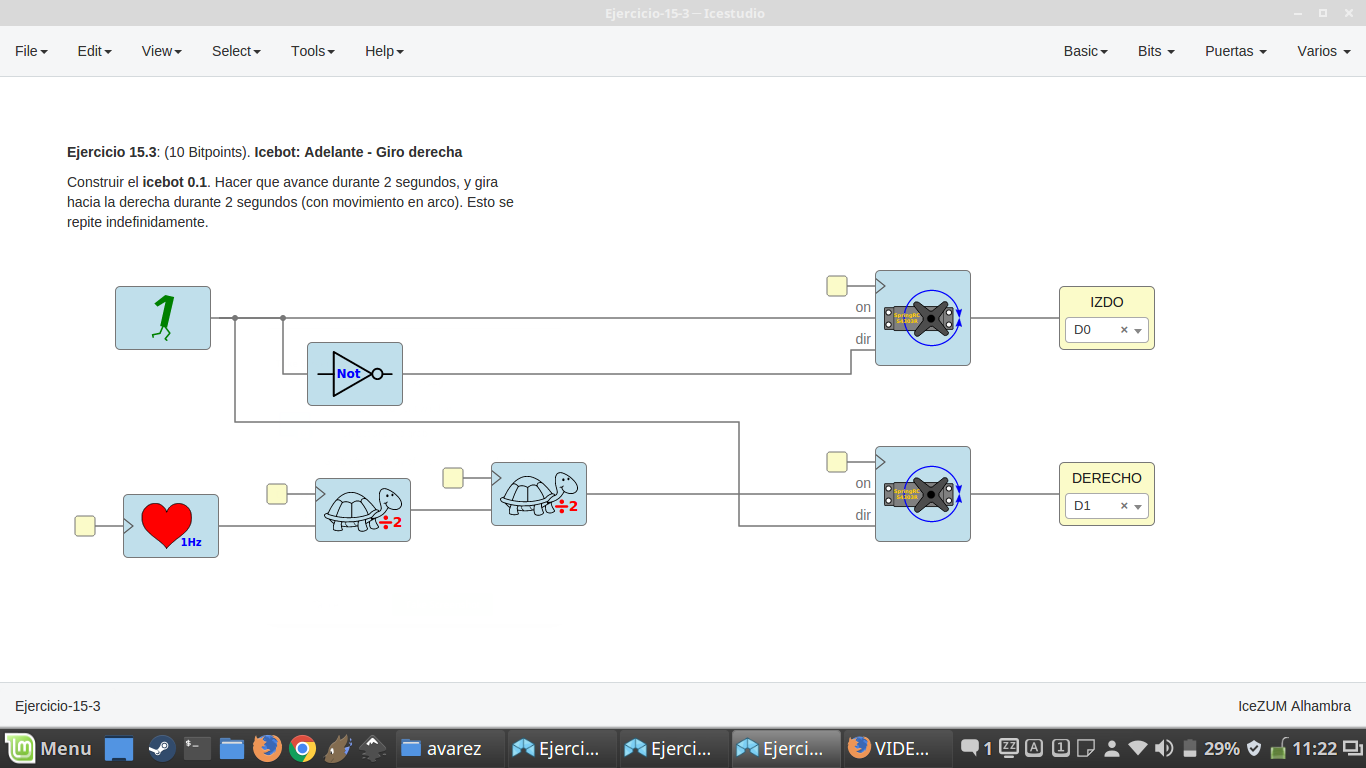 Ejercicio-15-3 — Icestudio
File Edit View Select Tools Help Basic Bits Puertas Varios
Ejercicio 15.3: (10 Bitpoints). Icebot: Adelante - Giro derecha
Construir el icebot 0.1. Hacer que avance durante 2 segundos, y gira
hacia la derecha durante 2 segundos (con movimiento en arco). Esto se
repite indefinidamente.
1
on
dir
SpringRC
IZDO
D0 ×
Not
÷2
÷2
1Hz
on
dir
SpringRC
DERECHO
D1 ×
Ejercicio-15-3 IceZUM Alhambra
Menu avarez Ejerci... Ejerci... Ejerci... VIDE... 1 ZZ A 1 29% 11:22